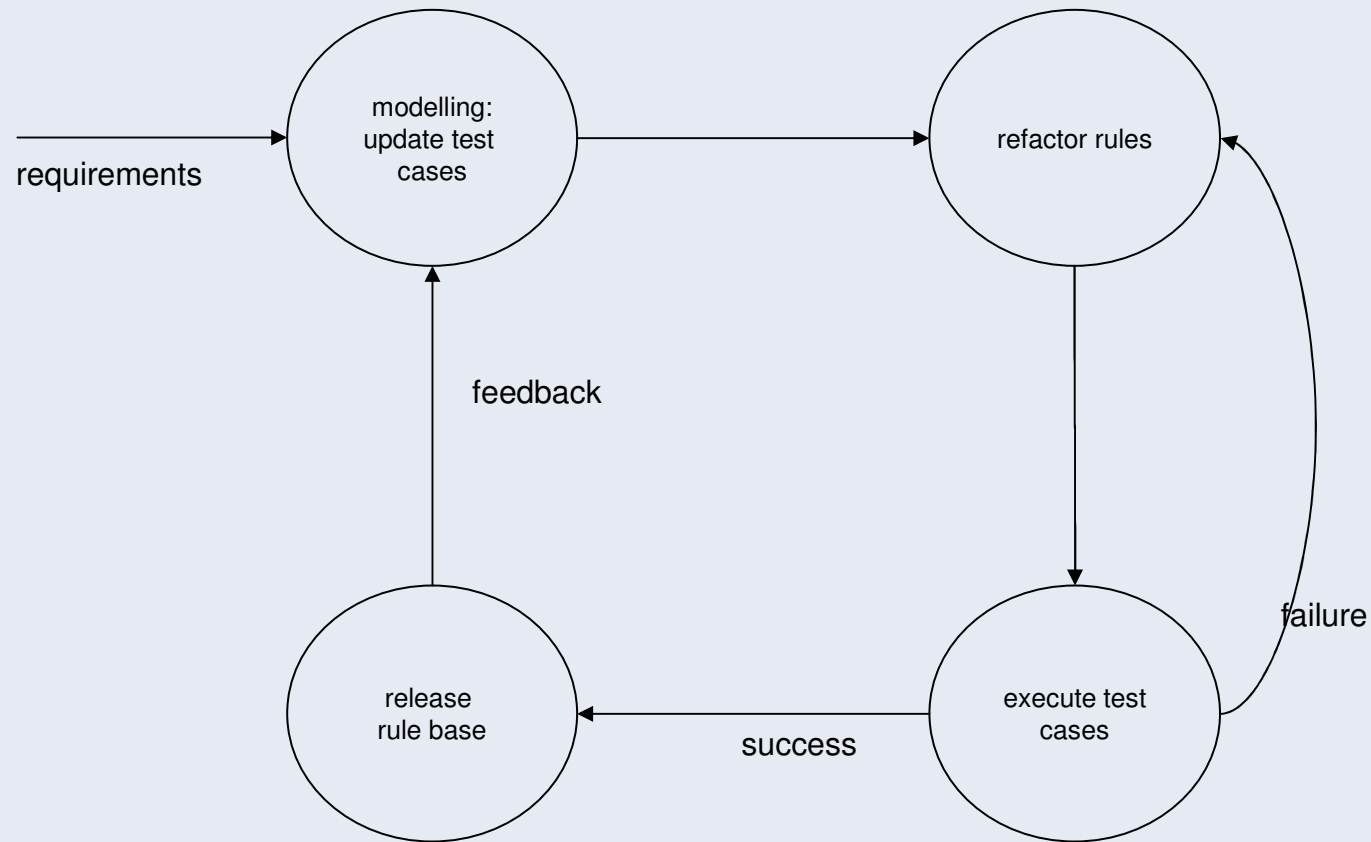 modelling:
update test
cases
refactor rules
requirements
feedback
failure
release
rule base
execute test
cases
success